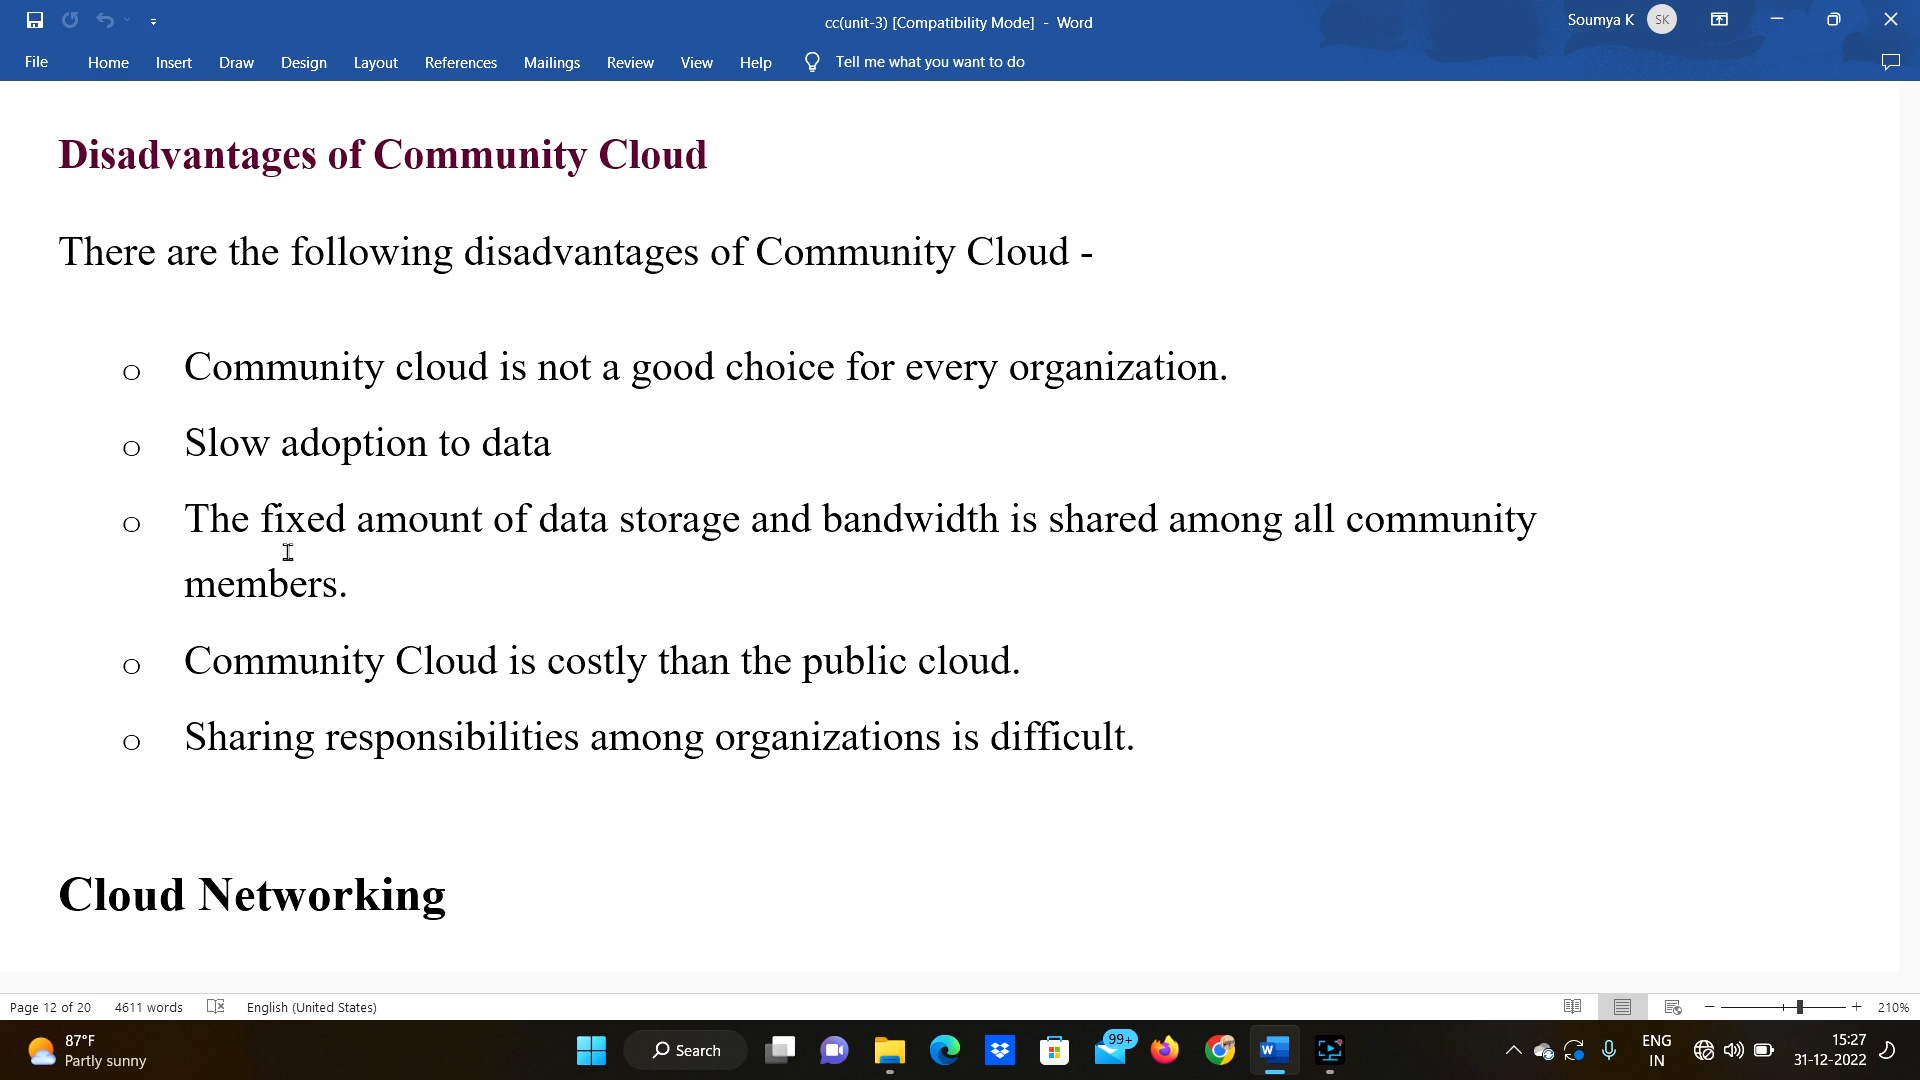 cc(unit-3) [Compatibility Mode] - Word
Soumya K
SK
File Home Insert Draw Design Layout References Mailings Review View Help Tell me what you want to do
Disadvantages of Community Cloud
There are the following disadvantages of Community Cloud -
o Community cloud is not a good choice for every organization.
o Slow adoption to data
o The fixed amount of data storage and bandwidth is shared among all community
members.
o Community Cloud is costly than the public cloud.
o Sharing responsibilities among organizations is difficult.
Cloud Networking
Page 12 of 20 4611 words English (United States) 210%
87°F
Partly sunny
Search
99+
ENG
IN
15:27
31-12-2022